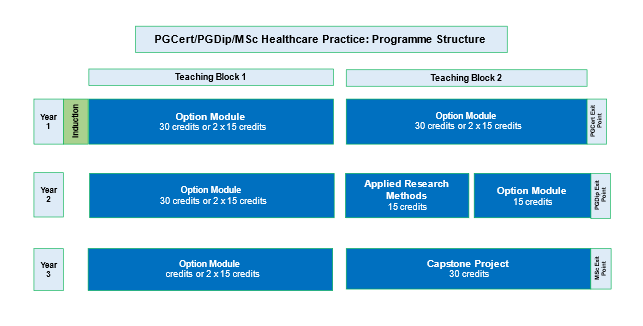 PGCert/PGDip/MSc Healthcare Practice: Programme Structure
Teaching Block 1
Teaching Block 2
Year
1
Induction
Option Module
30 credits or 2 x 15 credits
Option Module
30 credits or 2 x 15 credits
PGCert Exit
Point
Year
2
Option Module
30 credits or 2 x 15 credits
Applied Research
Methods
15 credits
Option Module
15 credits
PGDip Exit
Point
Year
3
Option Module
credits or 2 x 15 credits
Capstone Project
30 credits
MSc Exit
Point